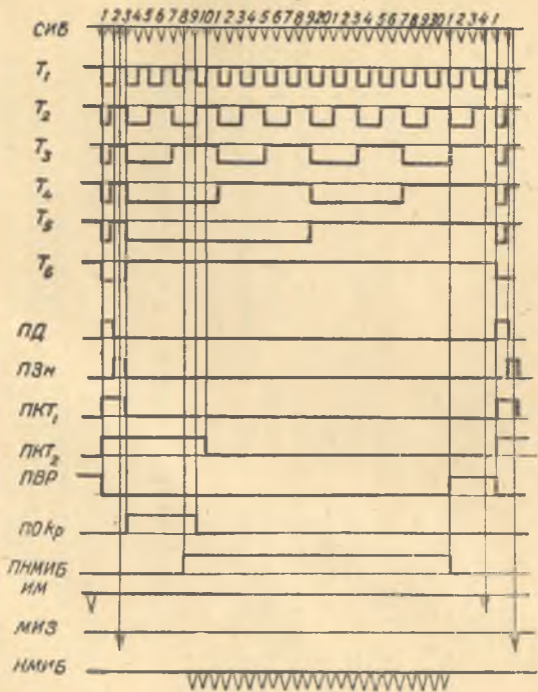 СИБ 1 2 3 4 5 6 7 8 9 10 1 2 3 4 5 6 7 8 9 20 1 2 3 4 5 6 7 8 9 30 1 2 3 4 1
Т₁
Т₂
Т₃
Т₄
Т₅
Т₆
ПД
ПЗн
ПКТ₁
ПКТ₂
ПВР
ПОкр
ПНМИБ
ИМ
МИЗ
НМИБ